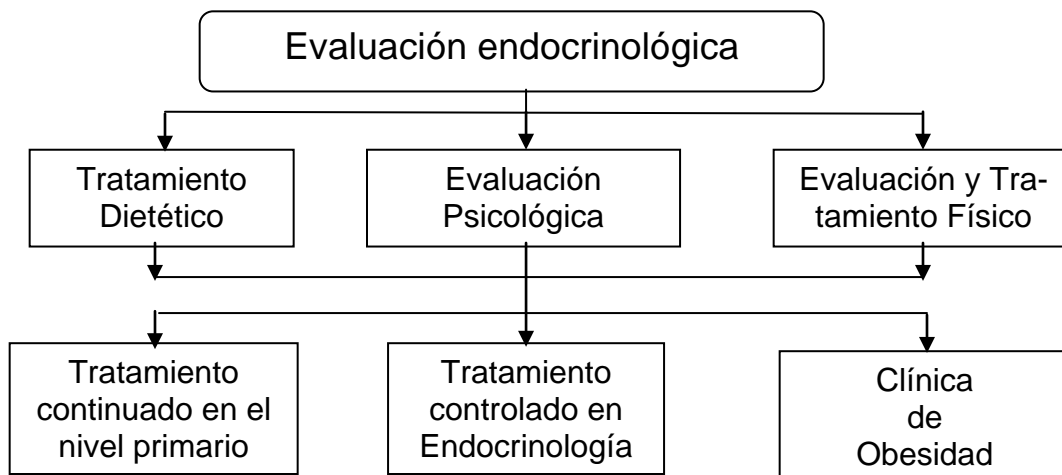 Evaluación endocrinológica
Tratamiento
Dietético
Evaluación
Psicológica
Evaluación y Tra-
tamiento Físico
Tratamiento
continuado en el
nivel primario
Tratamiento
controlado en
Endocrinología
Clínica
de
Obesidad